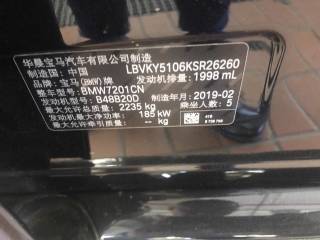 华晨宝马汽车有限公司制造
制造国:中国 LBVKY5106KSR26260
品牌:宝马(BMW)牌 发动机排量:1998 mL
整车型号:BMW7201CN
发动机型号:B48B20D 制造年月:2019-02
最大允许总质量:2235 kg 乘坐人数:5
发动机最大净功率:185 kW
最大允许牵引质量:-- kg